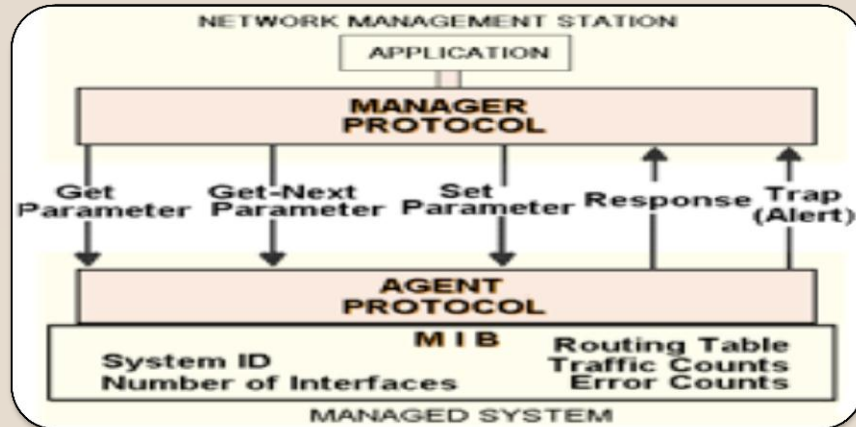 NETWORK MANAGEMENT STATION
APPLICATION
MANAGER
PROTOCOL
Get
Parameter
Get-Next
Parameter
Set
Parameter
Response
Trap
(Alert)
AGENT
PROTOCOL
MIB
System ID
Number of Interfaces
Routing Table
Traffic Counts
Error Counts
MANAGED SYSTEM